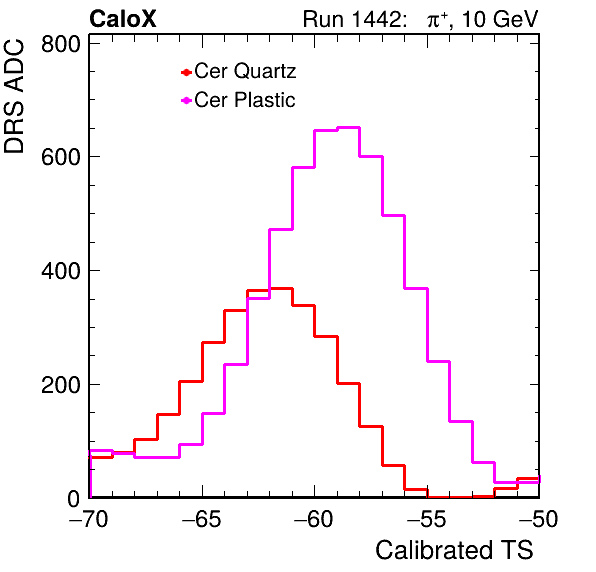 CaloX Run 1442: π⁺, 10 GeV
DRS ADC
Cer Quartz
Cer Plastic
800
600
400
200
0
−70 −65 −60 −55 −50
Calibrated TS